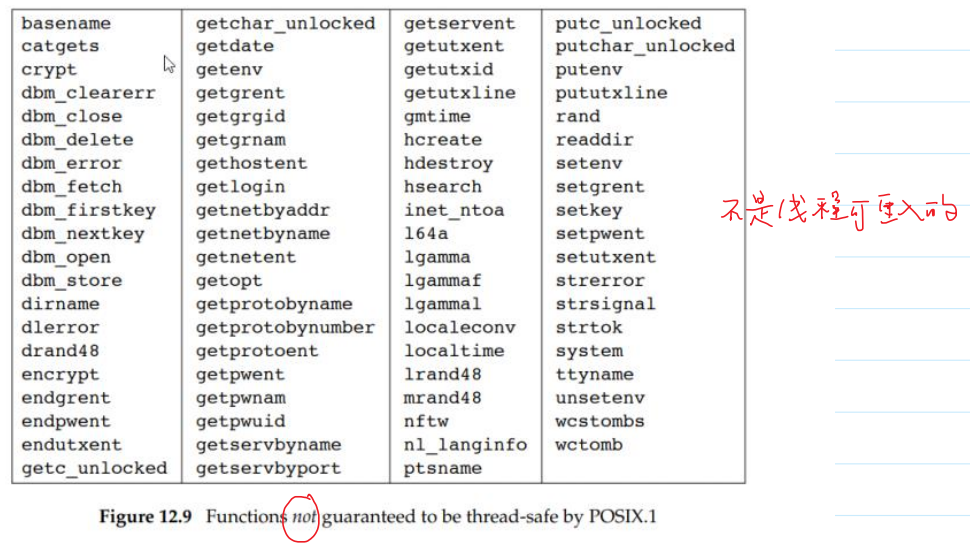 basename getchar_unlocked getservent putc_unlocked
catgets getdate getutxent putchar_unlocked
crypt getenv getutxid putenv
dbm_clearerr getgrent getutxline pututxline
dbm_close getgrgid gmtime rand
dbm_delete getgrnam hcreate readdir
dbm_error gethostent hdestroy setenv
dbm_fetch getlogin hsearch setgrent
dbm_firstkey getnetbyaddr inet_ntoa setkey
dbm_nextkey getnetbyname l64a setpwent
dbm_open getnetent lgamma setutxent
dbm_store getopt lgammaf strerror
dirname getprotobyname lgammal strsignal
dlerror getprotobynumber localeconv strtok
drand48 getprotoent localtime system
encrypt getpwent lrand48 ttyname
endgrent getpwnam mrand48 unsetenv
endpwent getpwuid nftw wcstombs
endutxent getservbyname nl_langinfo wctomb
getc_unlocked getservbyport ptsname
不是线程可重入的
Figure 12.9 Functions not guaranteed to be thread-safe by POSIX.1